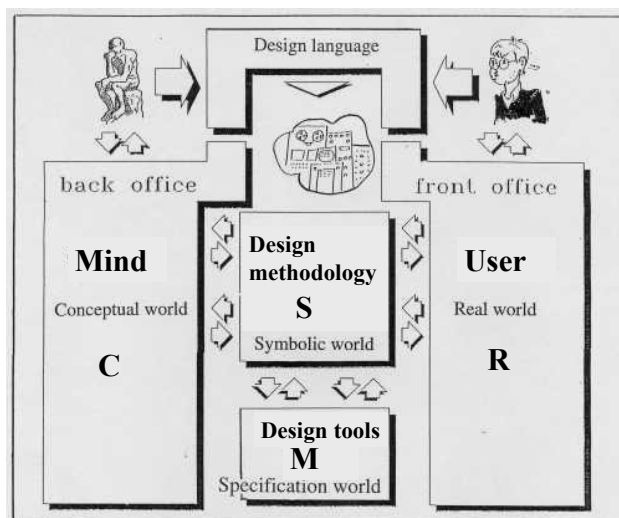 Design language
back office
front office
Mind
Design
methodology
User
Conceptual world
S
Real world
Symbolic world
C
R
Design tools
M
Specification world